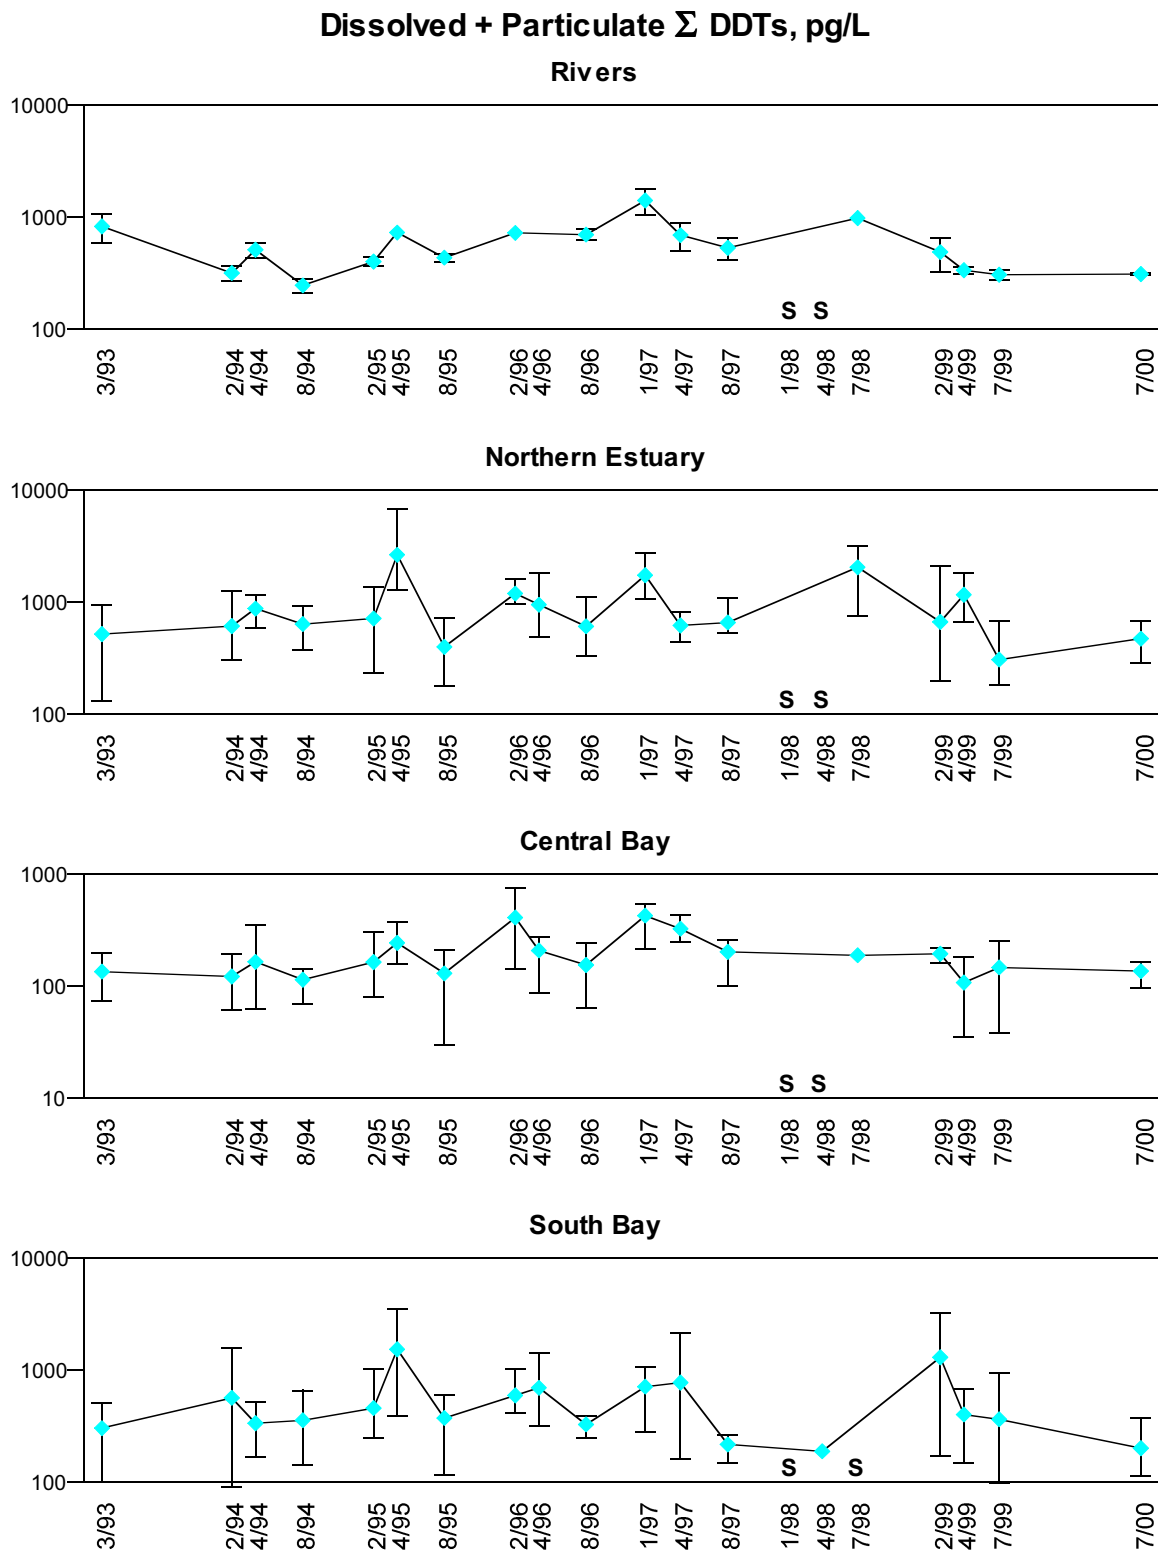 Dissolved + Particulate Σ DDTs, pg/L
Rivers
10000
1000
100
S S
3/93 2/94 4/94 8/94 2/95 4/95 8/95 2/96 4/96 8/96 1/97 4/97 8/97 1/98 4/98 7/98 2/99 4/99 7/99 7/00
Northern Estuary
10000
1000
100
S S
3/93 2/94 4/94 8/94 2/95 4/95 8/95 2/96 4/96 8/96 1/97 4/97 8/97 1/98 4/98 7/98 2/99 4/99 7/99 7/00
Central Bay
1000
100
10
S S
3/93 2/94 4/94 8/94 2/95 4/95 8/95 2/96 4/96 8/96 1/97 4/97 8/97 1/98 4/98 7/98 2/99 4/99 7/99 7/00
South Bay
10000
1000
100
S S
3/93 2/94 4/94 8/94 2/95 4/95 8/95 2/96 4/96 8/96 1/97 4/97 8/97 1/98 4/98 7/98 2/99 4/99 7/99 7/00